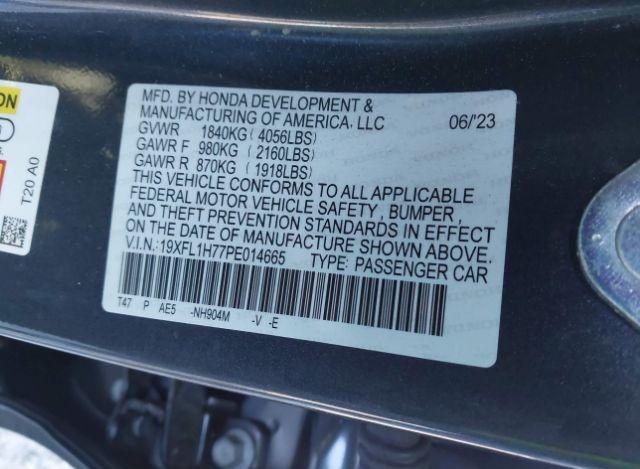 MFD. BY HONDA DEVELOPMENT &
MANUFACTURING OF AMERICA, LLC 06/'23
GVWR 1840KG ( 4056LBS)
GAWR F 980KG ( 2160LBS)
GAWR R 870KG ( 1918LBS)
THIS VEHICLE CONFORMS TO ALL APPLICABLE
FEDERAL MOTOR VEHICLE SAFETY , BUMPER,
AND THEFT PREVENTION STANDARDS IN EFFECT
ON THE DATE OF MANUFACTURE SHOWN ABOVE.
V.I.N.:19XFL1H77PE014665 TYPE: PASSENGER CAR
T47 P AE5 -NH904M -V -E
T20 A0